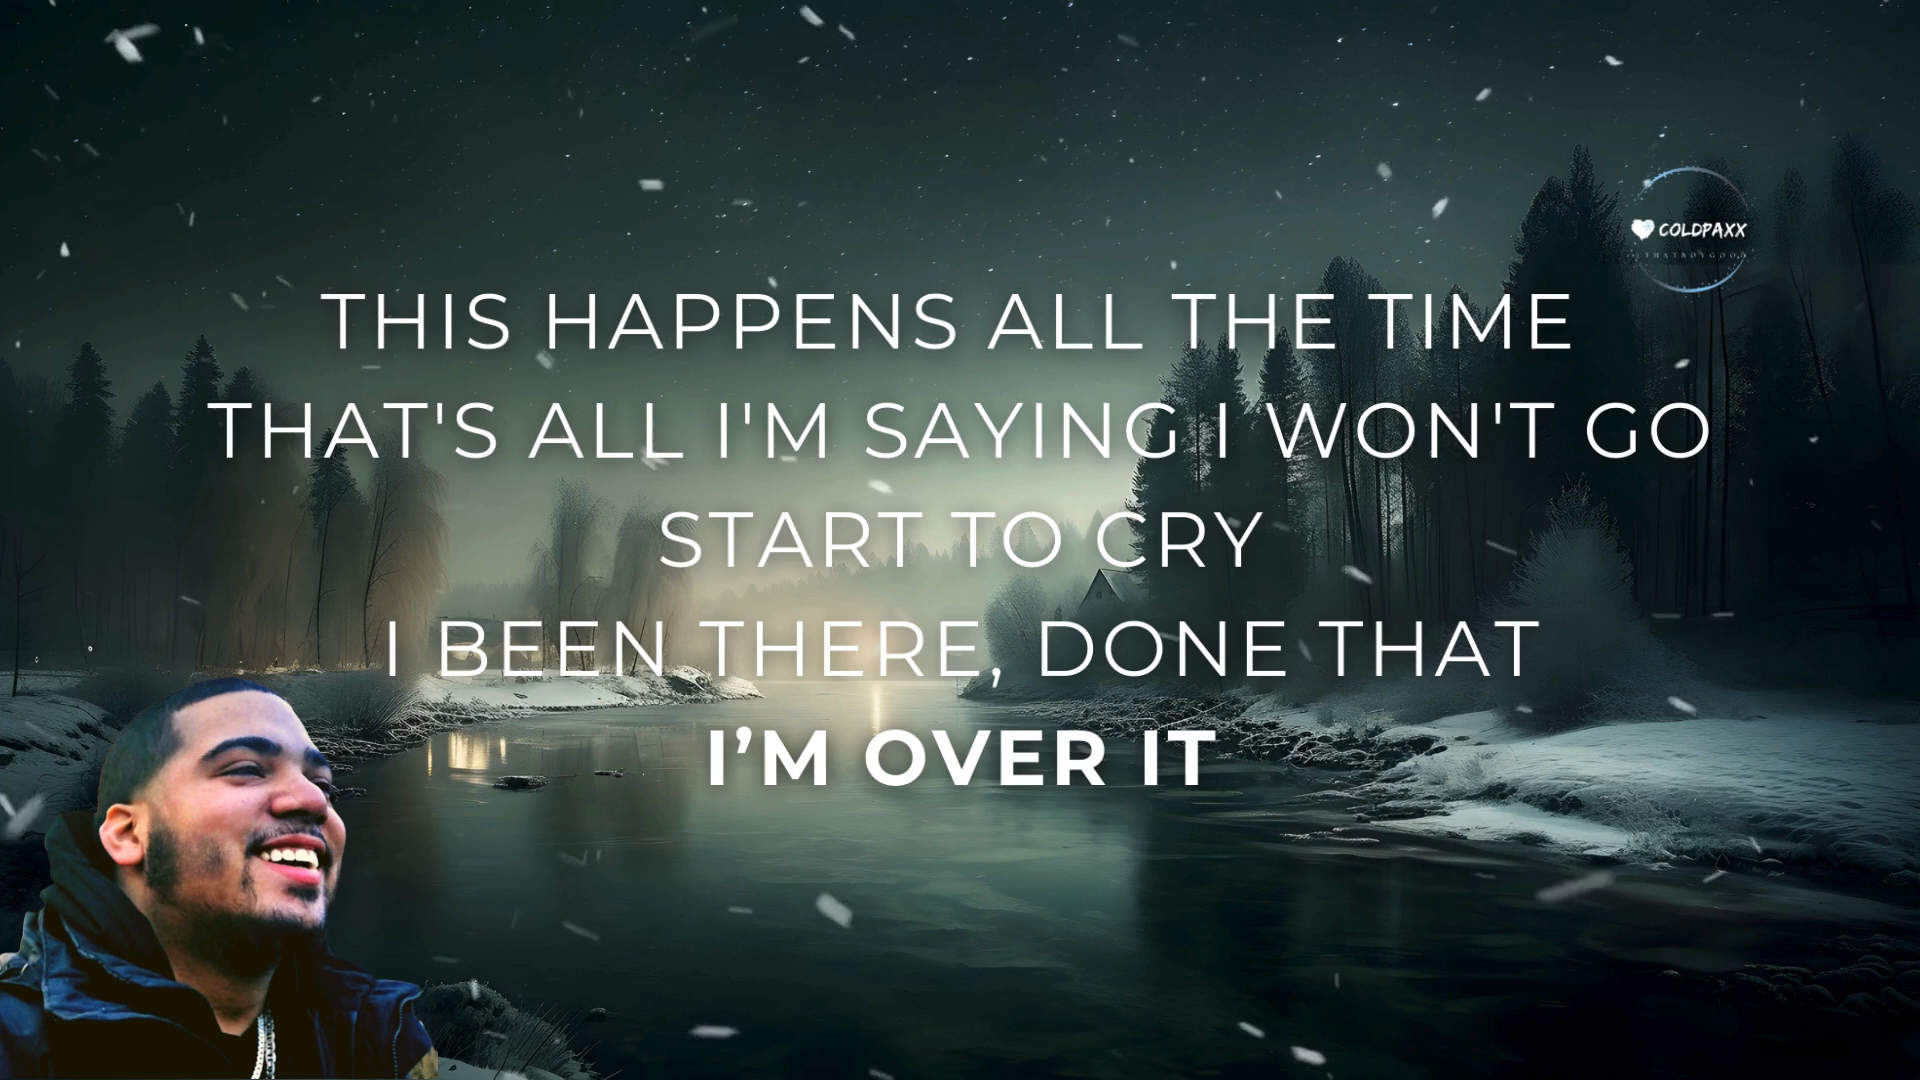 COLDPAXX
THATBOYGOOD
THIS HAPPENS ALL THE TIME
THAT'S ALL I'M SAYING I WON'T GO
START TO CRY
I BEEN THERE, DONE THAT
I’M OVER IT